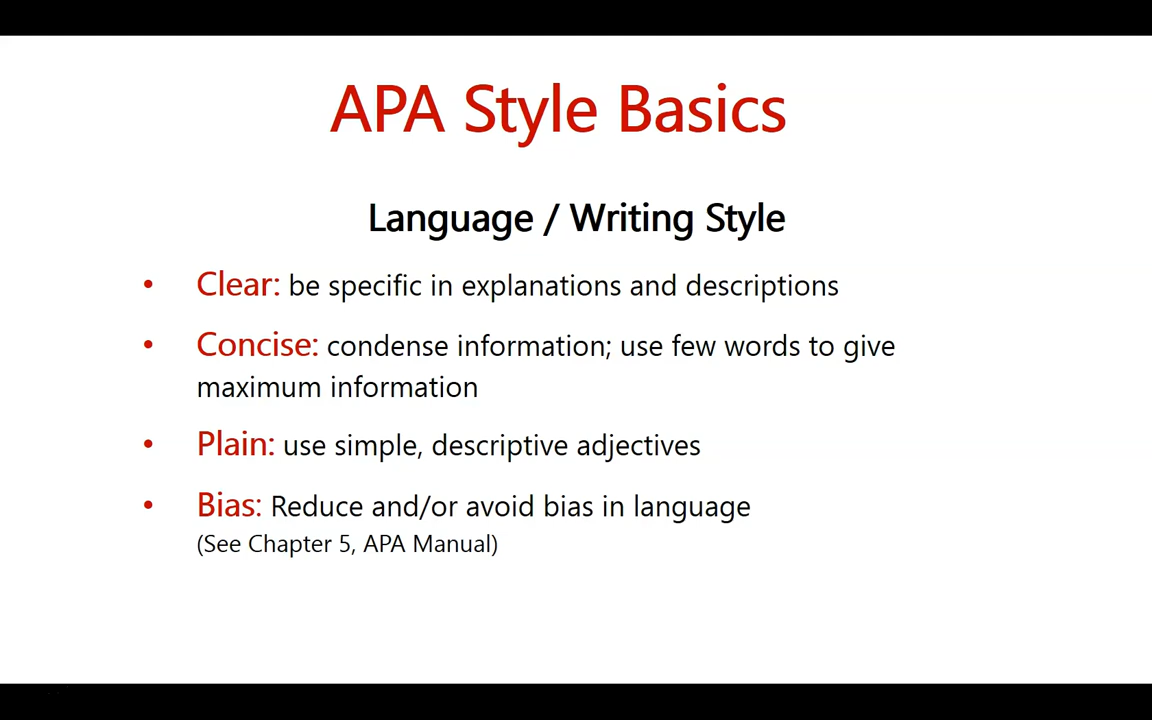 APA Style Basics
Language / Writing Style
• Clear: be specific in explanations and descriptions
• Concise: condense information; use few words to give
maximum information
• Plain: use simple, descriptive adjectives
• Bias: Reduce and/or avoid bias in language
(See Chapter 5, APA Manual)